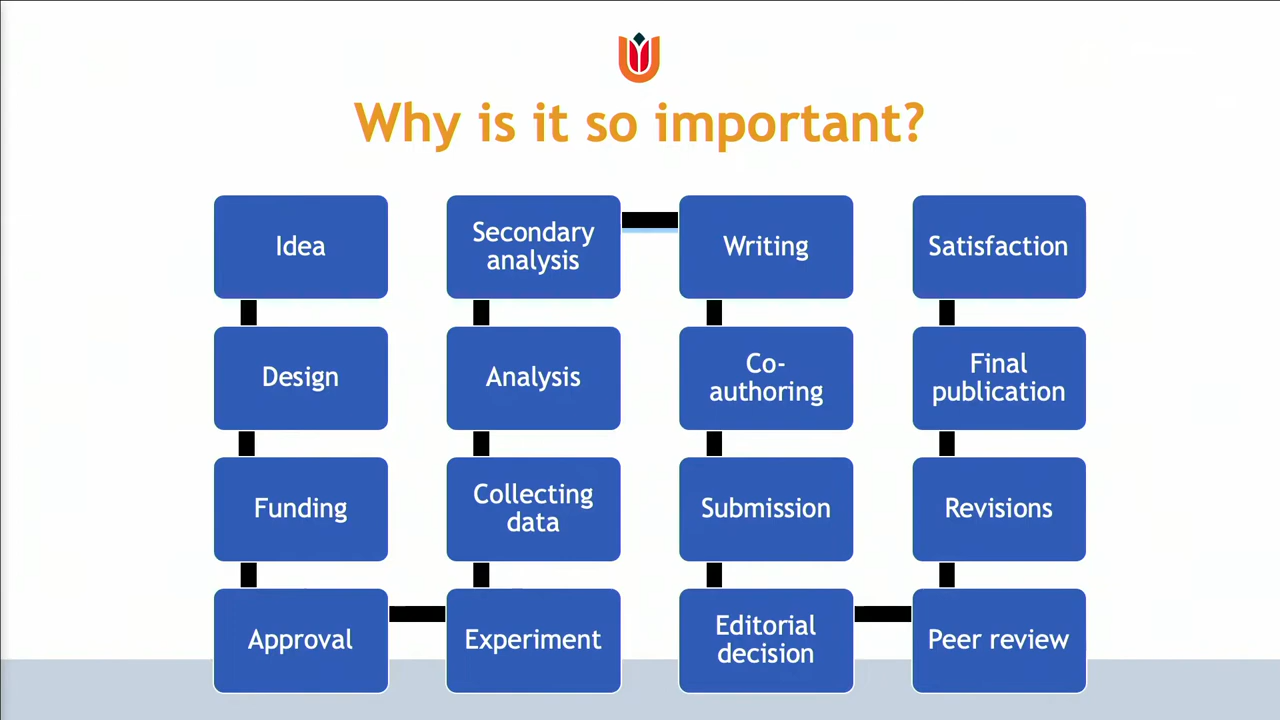 Why is it so important?
Idea
Design
Funding
Approval
Experiment
Collecting
data
Analysis
Secondary
analysis
Writing
Co-
authoring
Submission
Editorial
decision
Peer review
Revisions
Final
publication
Satisfaction